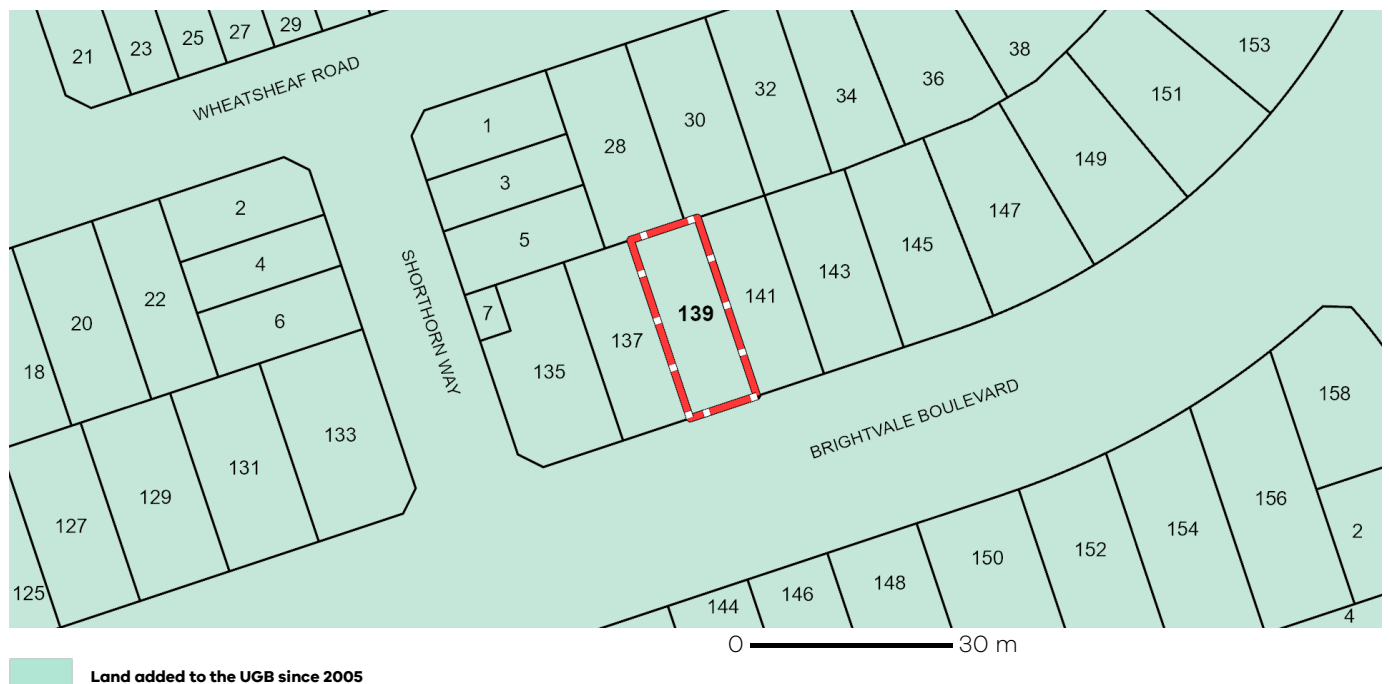 21 23 25 27 29
WHEATSHEAF ROAD
1 28 30 32 34 36 38 151 153
3
5
7
2
4
6
18 20 22
SHORTHORN WAY
135 137 139 141 143 145 147 149
125 127 129 131 133
BRIGHTVALE BOULEVARD
144 146 148 150 152 154 156 158
2
4
0 30 m
Land added to the UGB since 2005